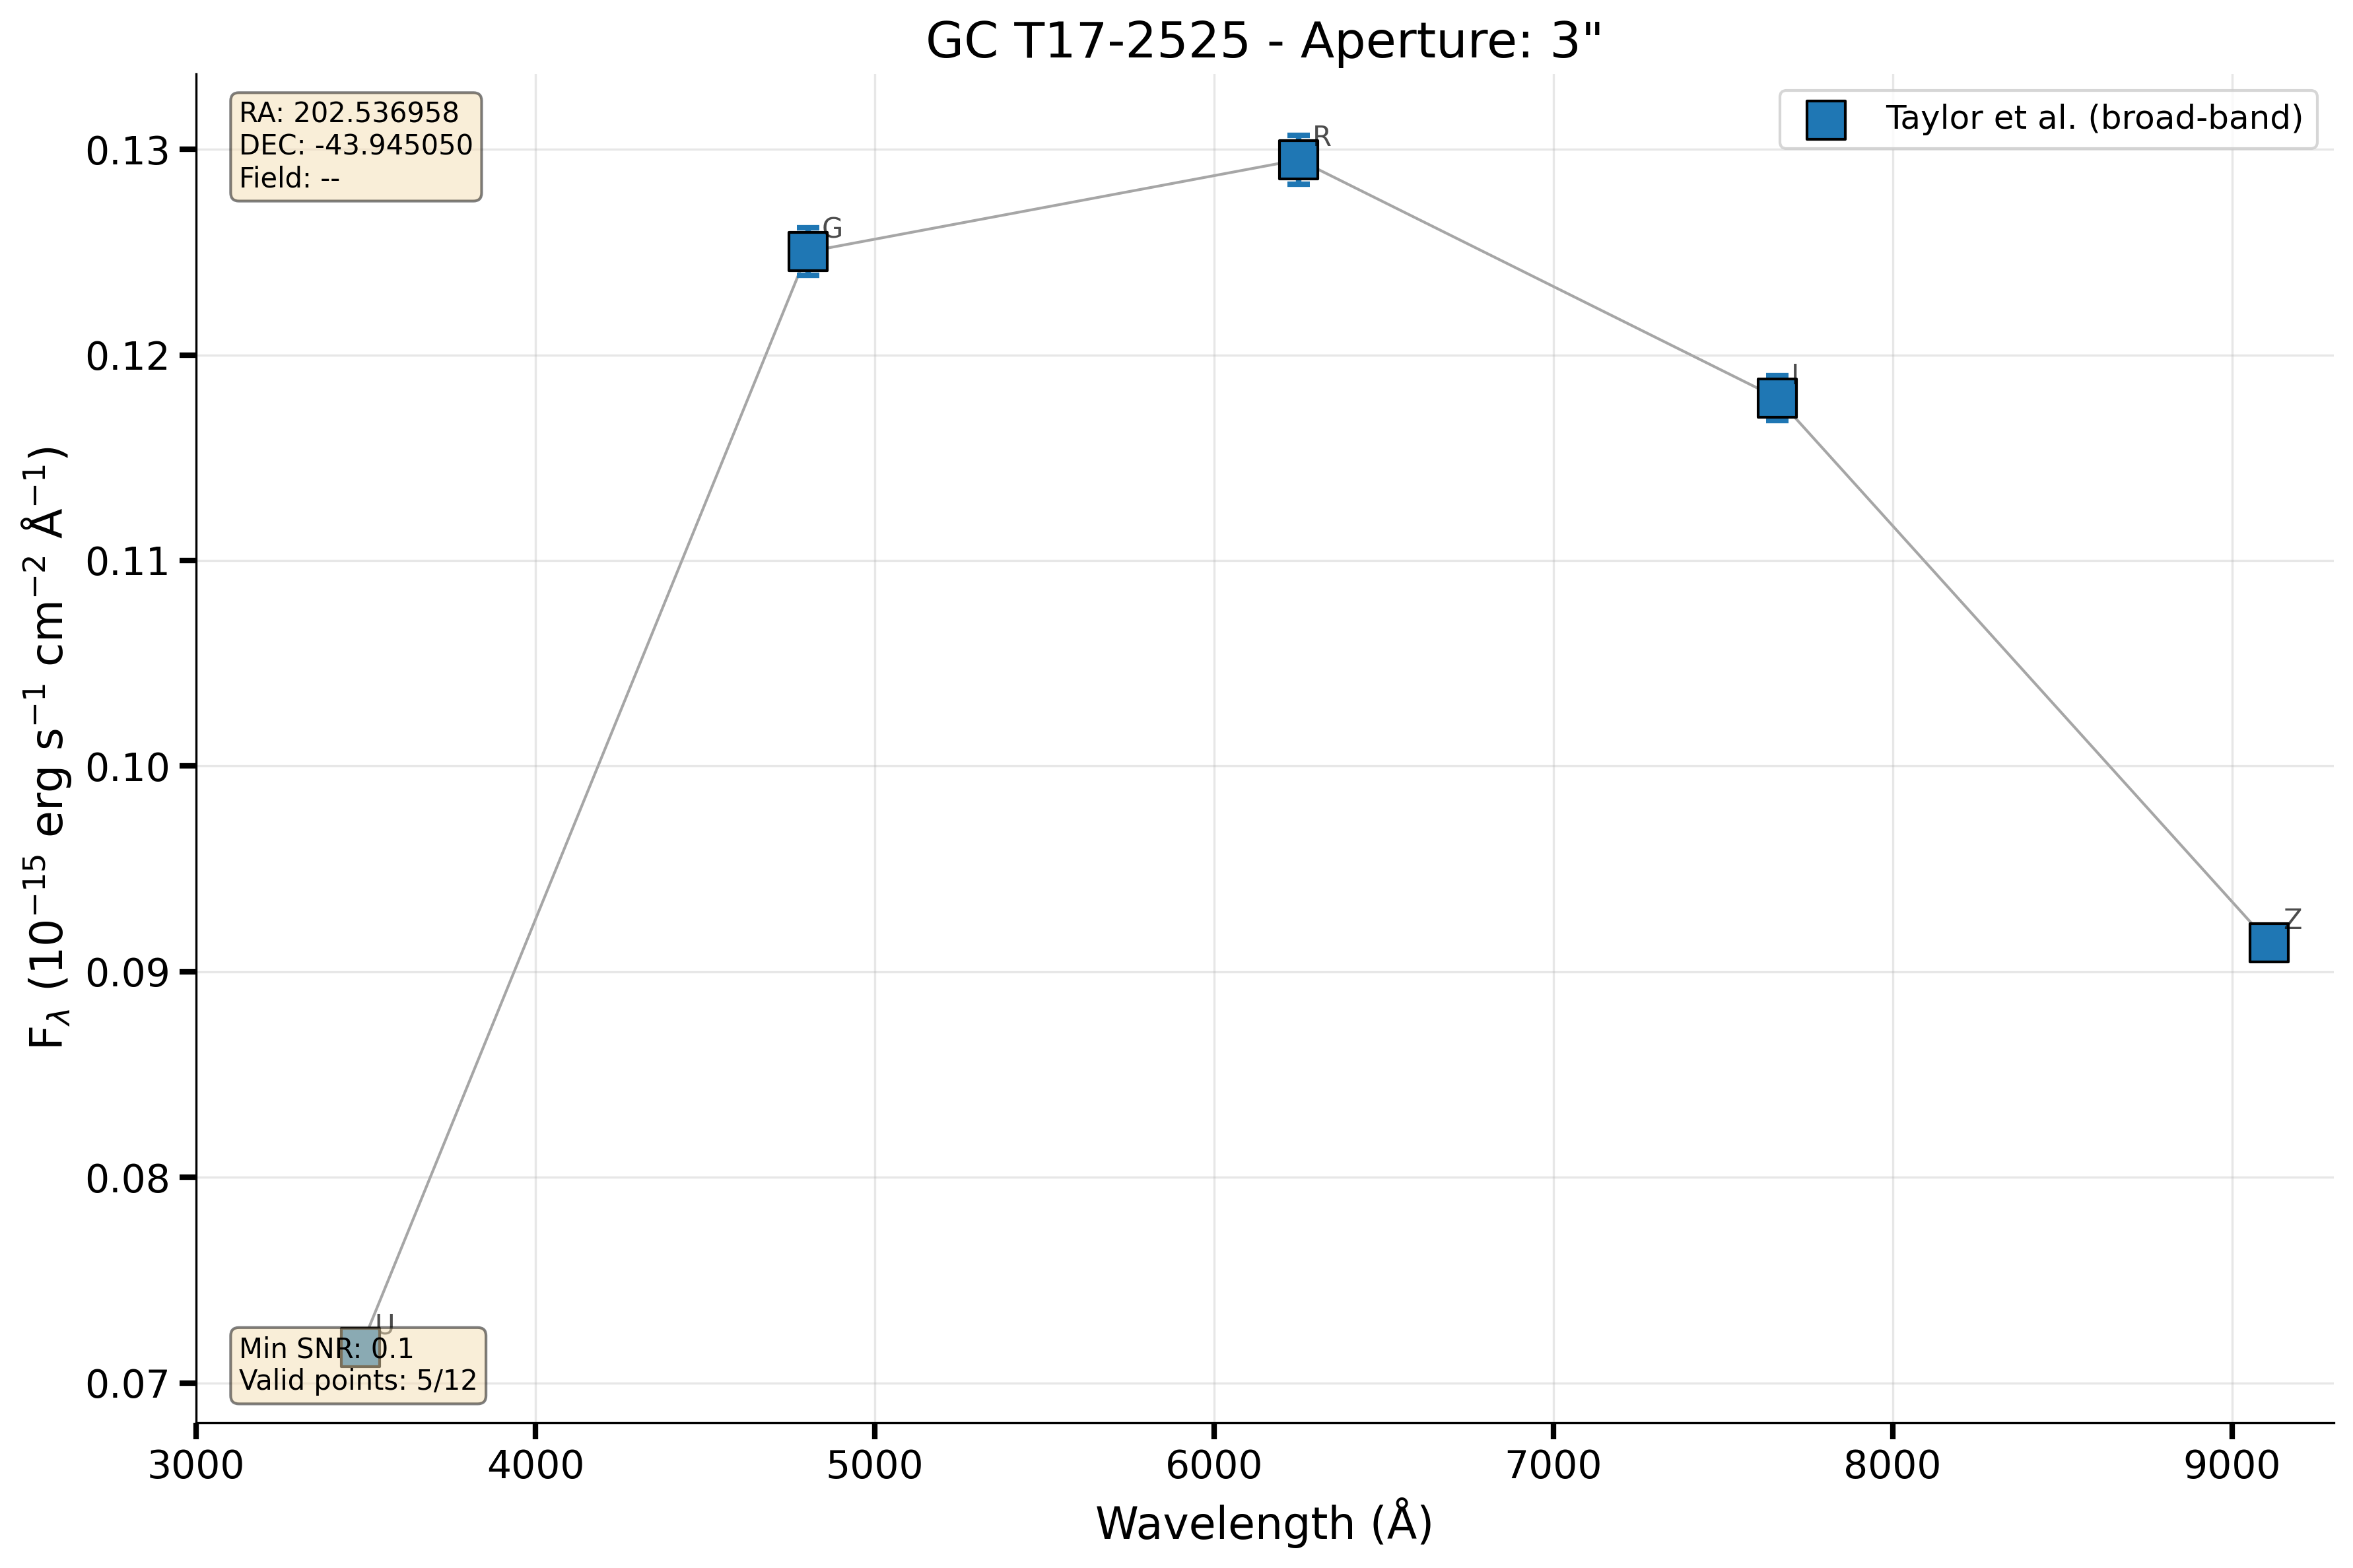 GC T17-2525 - Aperture: 3"
RA: 202.536958
DEC: -43.945050
Field: --
Taylor et al. (broad-band)
0.13
0.12
0.11
0.10
0.09
0.08
0.07
F_λ (10⁻¹⁵ erg s⁻¹ cm⁻² Å⁻¹)
U
G
R
I
Z
Min SNR: 0.1
Valid points: 5/12
3000 4000 5000 6000 7000 8000 9000
Wavelength (Å)